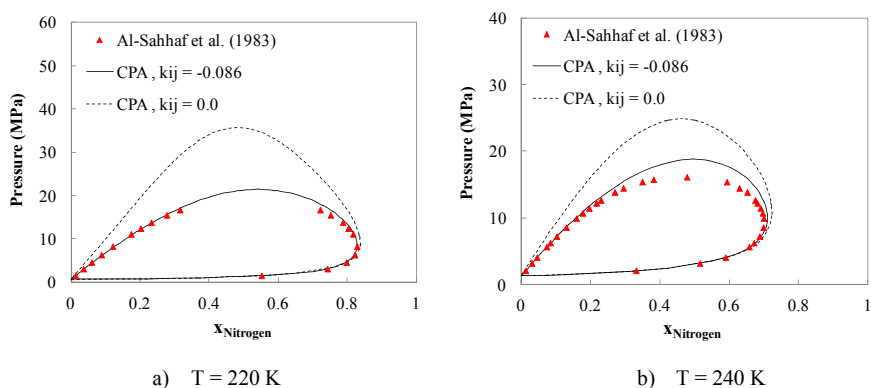 60
50
40
30
20
10
0
Pressure (MPa)
Al-Sahhaf et al. (1983)
CPA , kij = -0.086
CPA , kij = 0.0
0 0.2 0.4 0.6 0.8 1
xNitrogen
a) T = 220 K
40
30
20
10
0
Pressure (MPa)
Al-Sahhaf et al. (1983)
CPA , kij = -0.086
CPA , kij = 0.0
0 0.2 0.4 0.6 0.8 1
xNitrogen
b) T = 240 K